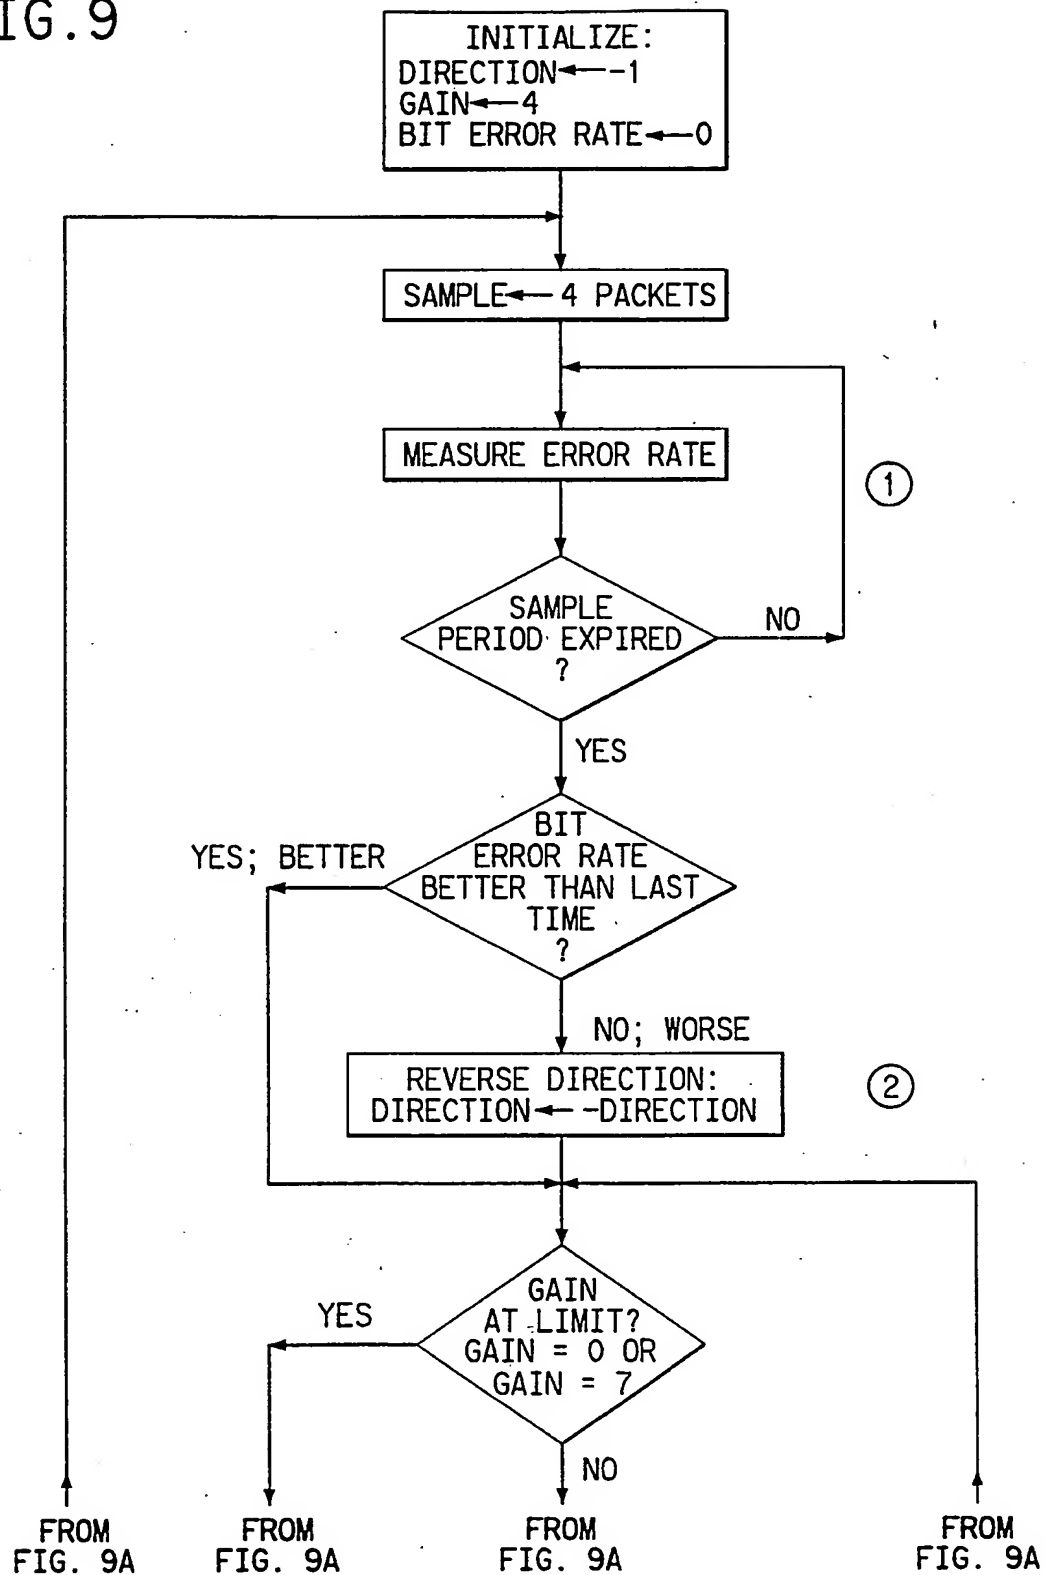 IG.9
INITIALIZE:
DIRECTION←-1
GAIN←4
BIT ERROR RATE←0
SAMPLE← 4 PACKETS
MEASURE ERROR RATE
1
SAMPLE
PERIOD EXPIRED
?
NO
YES
BIT
ERROR RATE
BETTER THAN LAST
TIME
?
YES; BETTER
NO; WORSE
REVERSE DIRECTION:
DIRECTION← -DIRECTION
2
GAIN
AT LIMIT?
GAIN = 0 OR
GAIN = 7
YES
NO
FROM
FIG. 9A
FROM
FIG. 9A
FROM
FIG. 9A
FROM
FIG. 9A